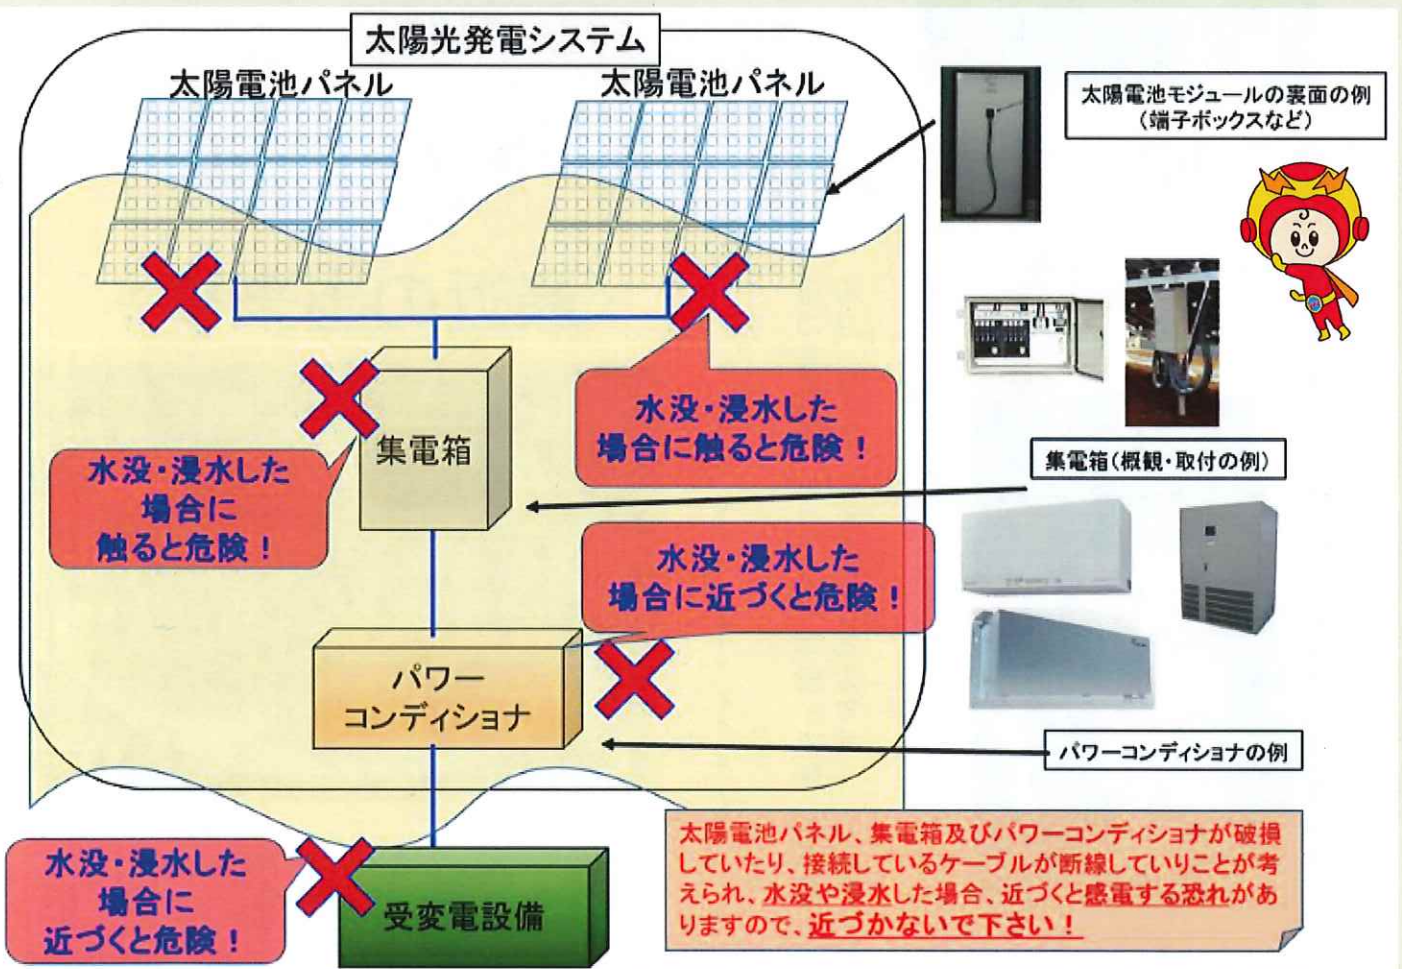 太陽光発電システム
太陽電池パネル
太陽電池パネル
太陽電池モジュールの裏面の例
（端子ボックスなど）
水没・浸水した
場合に触ると危険！
集電箱
水没・浸水した
場合に
触ると危険！
集電箱（概観・取付の例）
水没・浸水した
場合に近づくと危険！
パワー
コンディショナ
パワーコンディショナの例
水没・浸水した
場合に
近づくと危険！
受変電設備
太陽電池パネル、集電箱及びパワーコンディショナが破損
していたり、接続しているケーブルが断線していりことが考
えられ、水没や浸水した場合、近づくと感電する恐れがあ
りますので、近づかないで下さい！